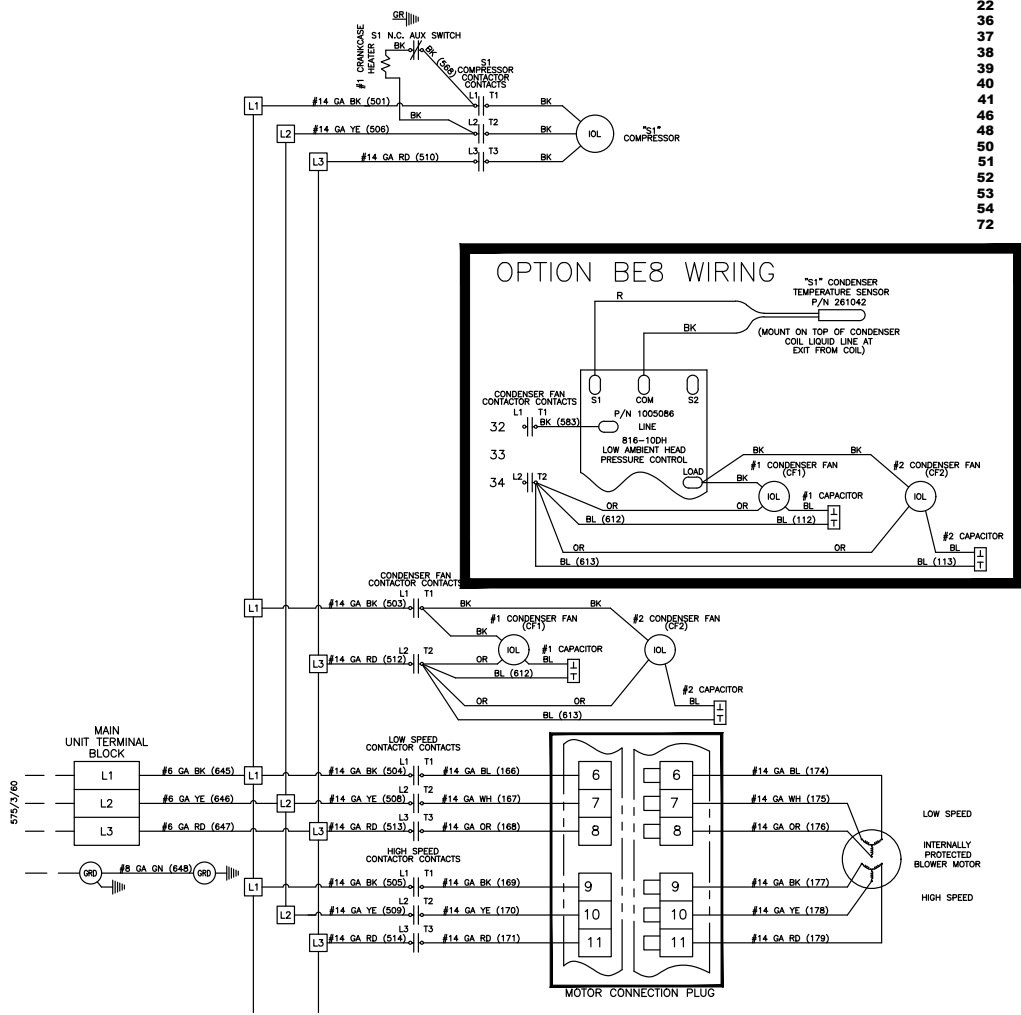 22
36
37
38
39
40
41
46
48
50
51
52
53
54
72
GR
S1 N.C. AUX SWITCH
#1 CRANKCASE
HEATER
BK
BK (568)
S1
COMPRESSOR
CONTACTOR
CONTACTS
L1 #14 GA BK (501) L1 T1 BK
BK
L2 #14 GA YE (506) L2 T2 BK IOL
"S1"
COMPRESSOR
L3 #14 GA RD (510) L3 T3 BK
OPTION BE8 WIRING
R
"S1" CONDENSER
TEMPERATURE SENSOR
P/N 261042
BK
(MOUNT ON TOP OF CONDENSER
COIL LIQUID LINE AT
EXIT FROM COIL)
S1 COM S2
CONDENSER FAN
CONTACTOR CONTACTS
32 L1 T1 BK (583)
P/N 1005086
LINE
33
816-10DH
LOW AMBIENT HEAD
PRESSURE CONTROL
LOAD
34 L2 T2
BK BK
BK
#1 CONDENSER FAN
(CF1)
IOL
#2 CONDENSER FAN
(CF2)
IOL
#1 CAPACITOR
OR OR BL
BL (612) BL (112)
#2 CAPACITOR
OR OR BL
BL (613) BL (113)
CONDENSER FAN
CONTACTOR CONTACTS
L1 #14 GA BK (503) L1 T1 BK BK
BK
#1 CONDENSER FAN
(CF1)
IOL
#2 CONDENSER FAN
(CF2)
IOL
L3 #14 GA RD (512) L2 T2 OR BL
#1 CAPACITOR
BL (612)
#2 CAPACITOR
OR OR BL
BL (613)
MAIN
UNIT TERMINAL
BLOCK
575/3/60
LOW SPEED
CONTACTOR CONTACTS
L1 #6 GA BK (645) L1 #14 GA BK (504) L1 T1 #14 GA BL (166) 6 6 #14 GA BL (174)
L2 #6 GA YE (646) L2 #14 GA YE (508) L2 T2 #14 GA WH (167) 7 7 #14 GA WH (175)
L3 #6 GA RD (647) L3 #14 GA RD (513) L3 T3 #14 GA OR (168) 8 8 #14 GA OR (176)
LOW SPEED
INTERNALLY
PROTECTED
BLOWER MOTOR
HIGH SPEED
GRD #8 GA GN (648) GRD
HIGH SPEED
CONTACTOR CONTACTS
L1 #14 GA BK (505) L1 T1 #14 GA BK (169) 9 9 #14 GA BK (177)
L2 #14 GA YE (509) L2 T2 #14 GA YE (170) 10 10 #14 GA YE (178)
L3 #14 GA RD (514) L3 T3 #14 GA RD (171) 11 11 #14 GA RD (179)
MOTOR CONNECTION PLUG